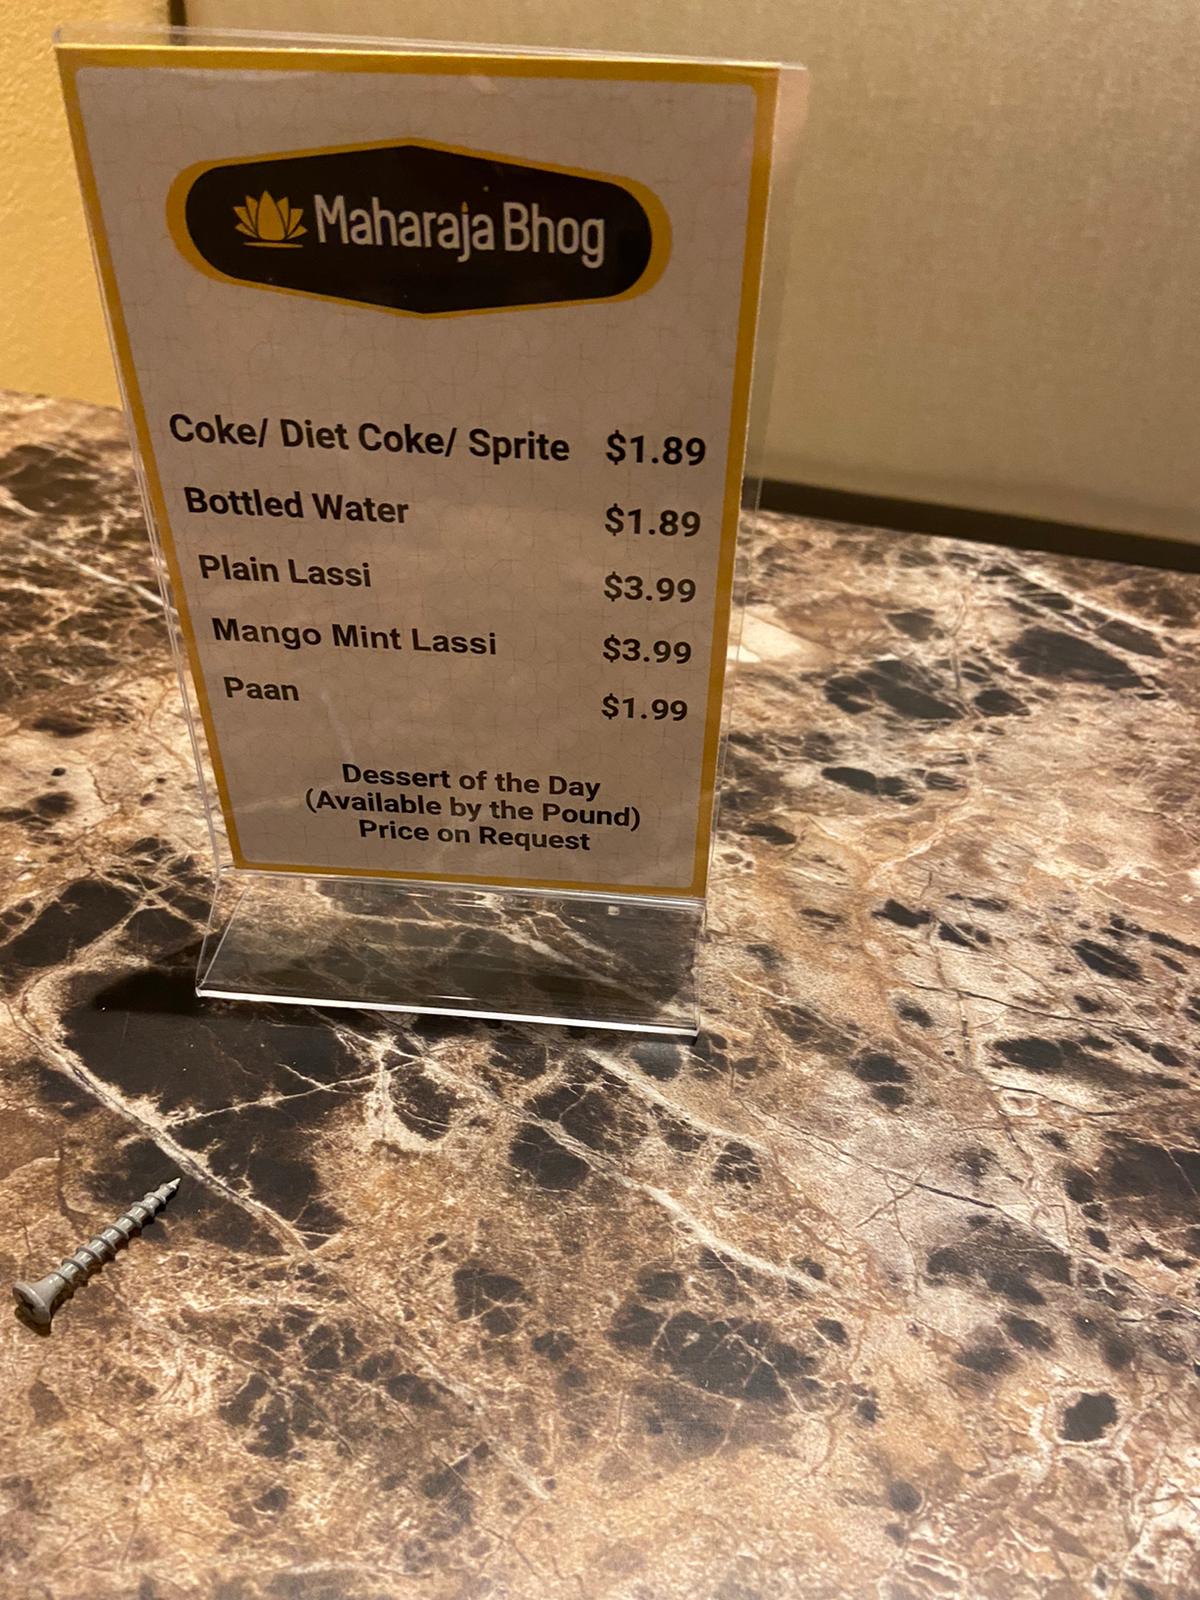 Maharaja Bhog
Coke/ Diet Coke/ Sprite $1.89
Bottled Water $1.89
Plain Lassi $3.99
Mango Mint Lassi $3.99
Paan $1.99
Dessert of the Day
(Available by the Pound)
Price on Request